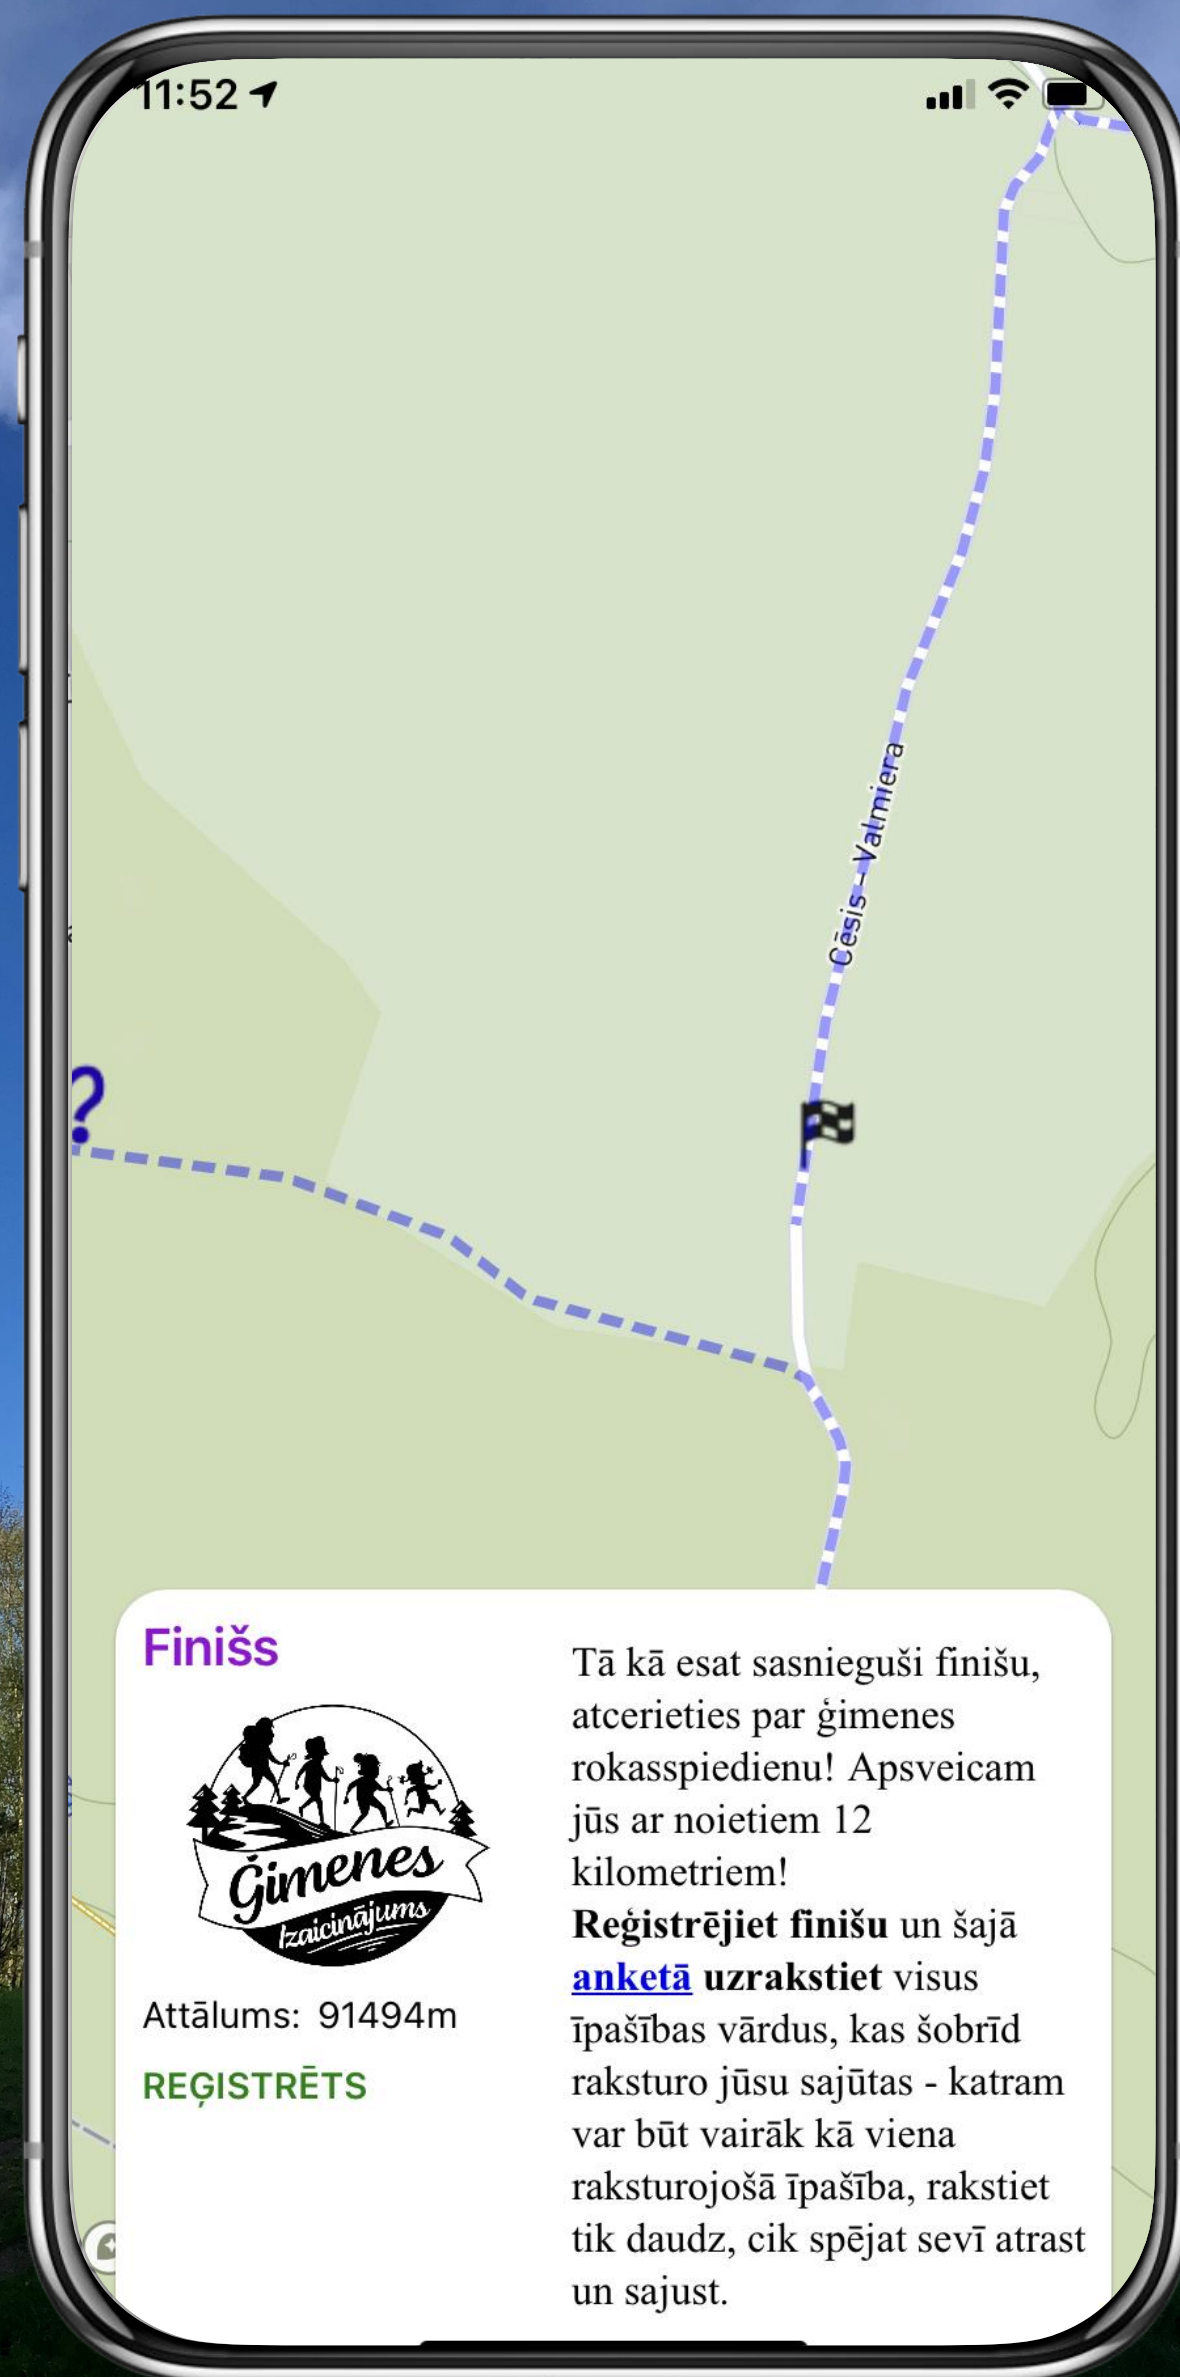 11:52
Cēsis – Valmiera
?
Finišs
Ģimenes
Izaicinājums
Attālums: 91494m
REĢISTRĒTS
Tā kā esat sasnieguši finišu,
atcerieties par ģimenes
rokasspiedienu! Apsveicam
jūs ar noietiem 12
kilometriem!
Reģistrējiet finišu un šajā
anketā uzrakstiet visus
īpašības vārdus, kas šobrīd
raksturo jūsu sajūtas - katram
var būt vairāk kā viena
raksturojošā īpašība, rakstiet
tik daudz, cik spējat sevī atrast
un sajust.